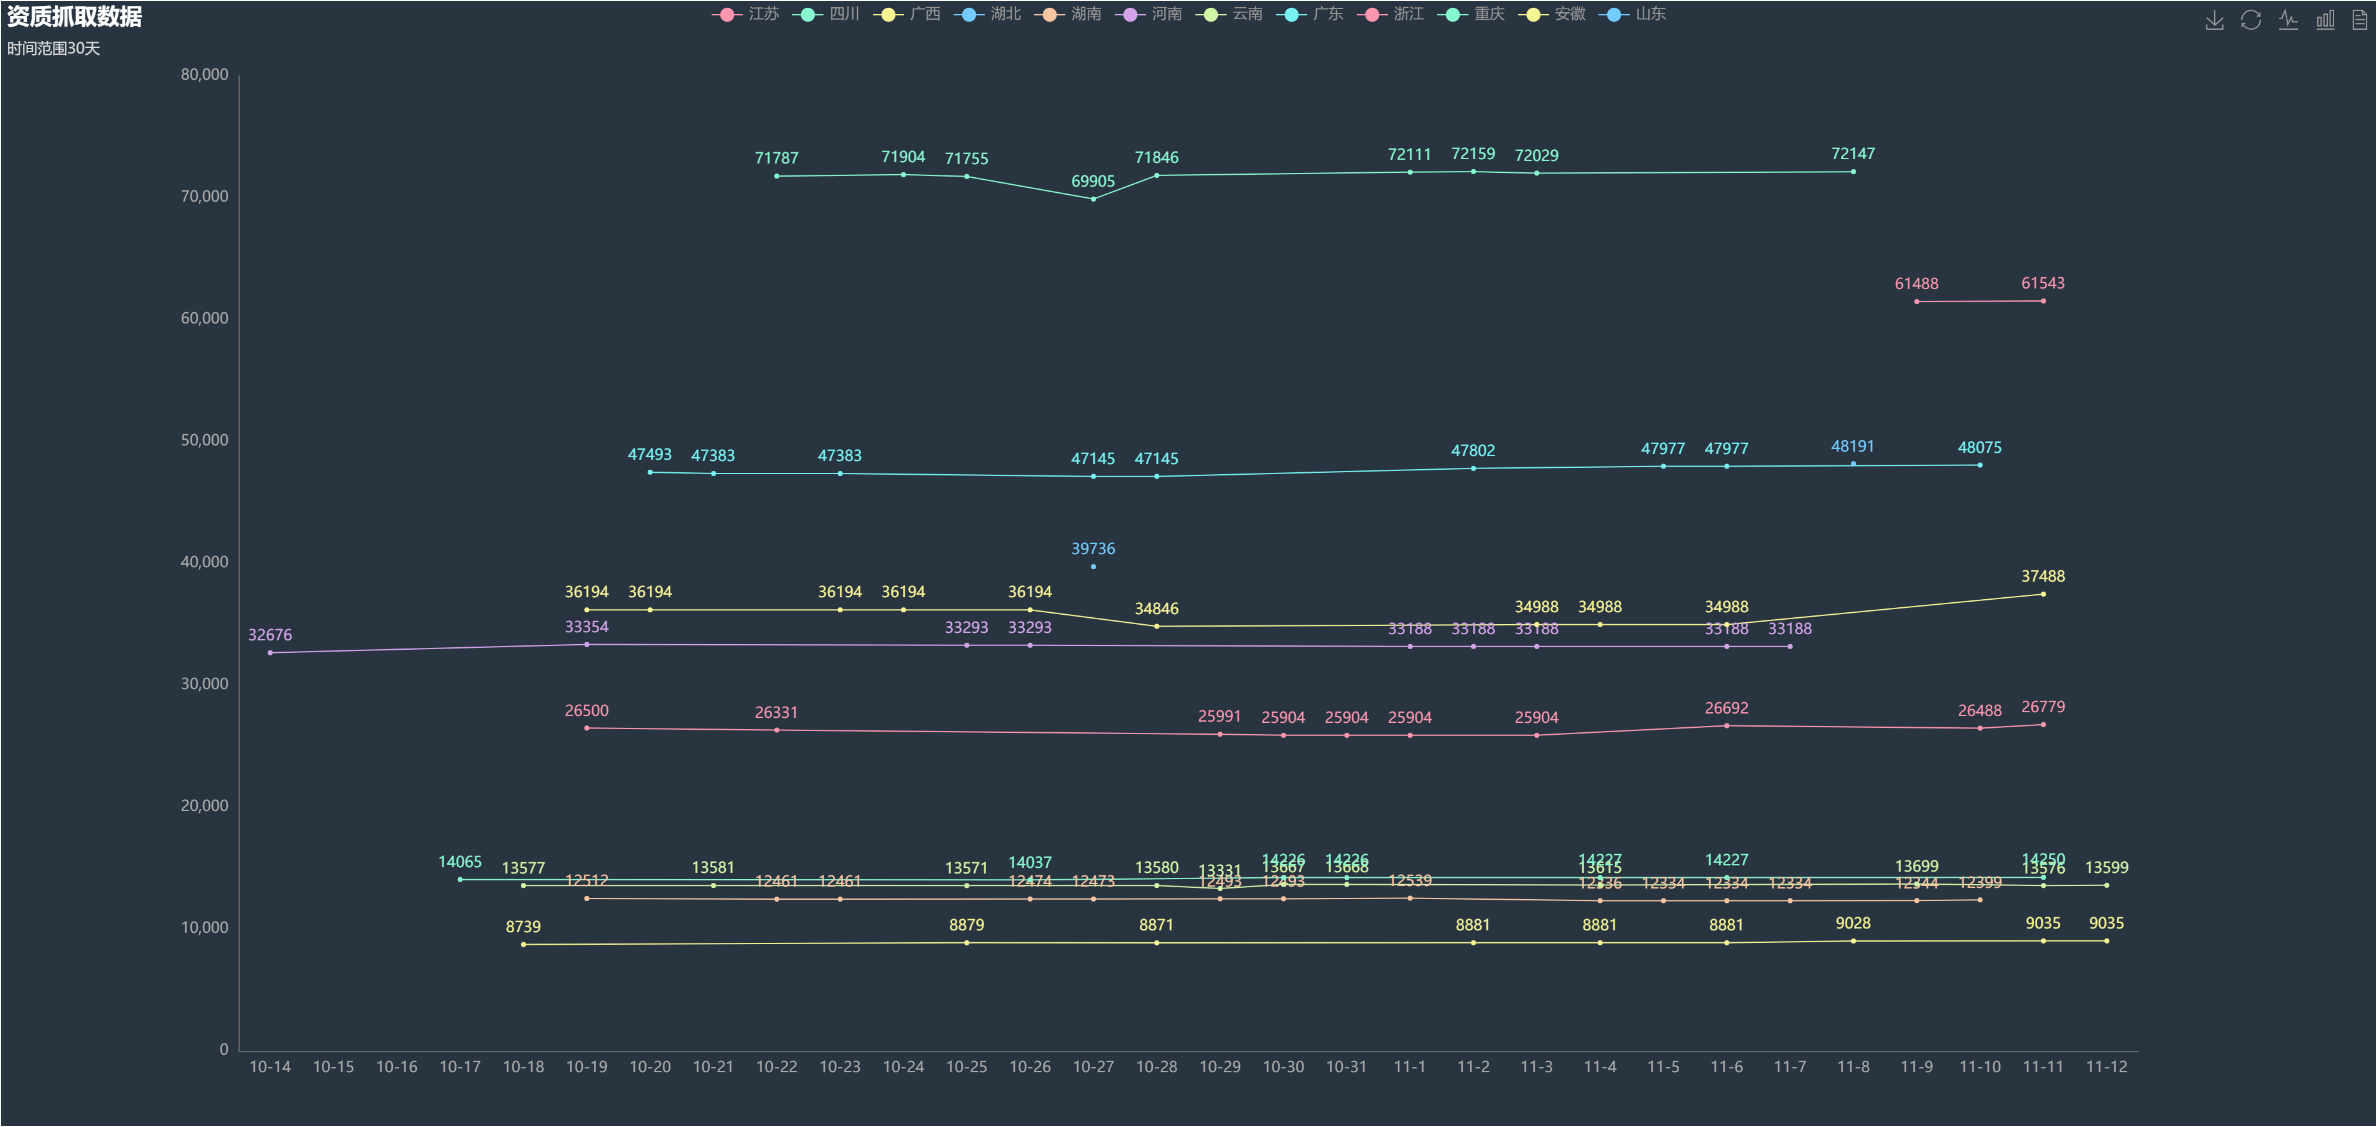 资质抓取数据
江苏 四川 广西 湖北 湖南 河南 云南 广东 浙江 重庆 安徽 山东
时间范围30天
80,000
71787 71904 71755 69905 71846 72111 72159 72029 72147
70,000
61488 61543
60,000
50,000
47493 47383 47383 47145 47145 47802 47977 47977 48191 48075
40,000
39736
36194 36194 36194 36194 36194 34846 34988 34988 34988 37488
32676 33354 33293 33293 33188 33188 33188 33188 33188
30,000
26500 26331 25991 25904 25904 25904 25904 26692 26488 26779
20,000
14065 14037 14226 14226 14227 14227 14250
13577 13581 13571 13580 13331 13667 13668 13615 13699 13576 13599
12512 12461 12461 12474 12473 12493 12493 12539 12336 12334 12334 12334 12344 12399
10,000
8739 8879 8871 8881 8881 8881 9028 9035 9035
0
10-14 10-15 10-16 10-17 10-18 10-19 10-20 10-21 10-22 10-23 10-24 10-25 10-26 10-27 10-28 10-29 10-30 10-31 11-1 11-2 11-3 11-4 11-5 11-6 11-7 11-8 11-9 11-10 11-11 11-12